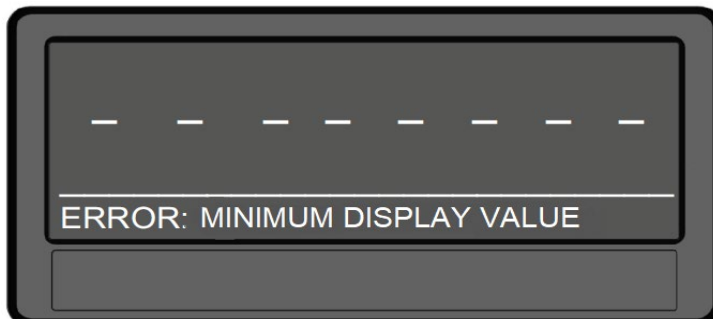 - - - - - - - -
ERROR: MINIMUM DISPLAY VALUE